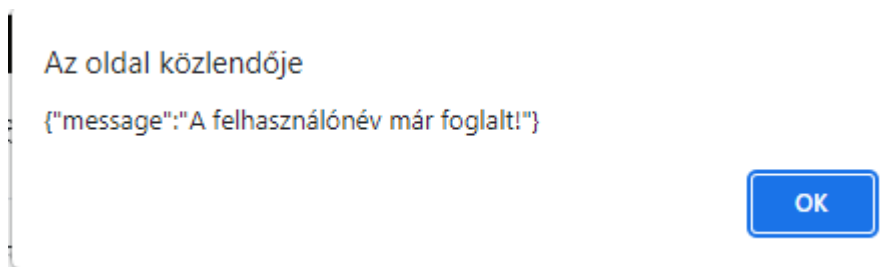 Az oldal közlendője
{"message":"A felhasználónév már foglalt!"}
OK